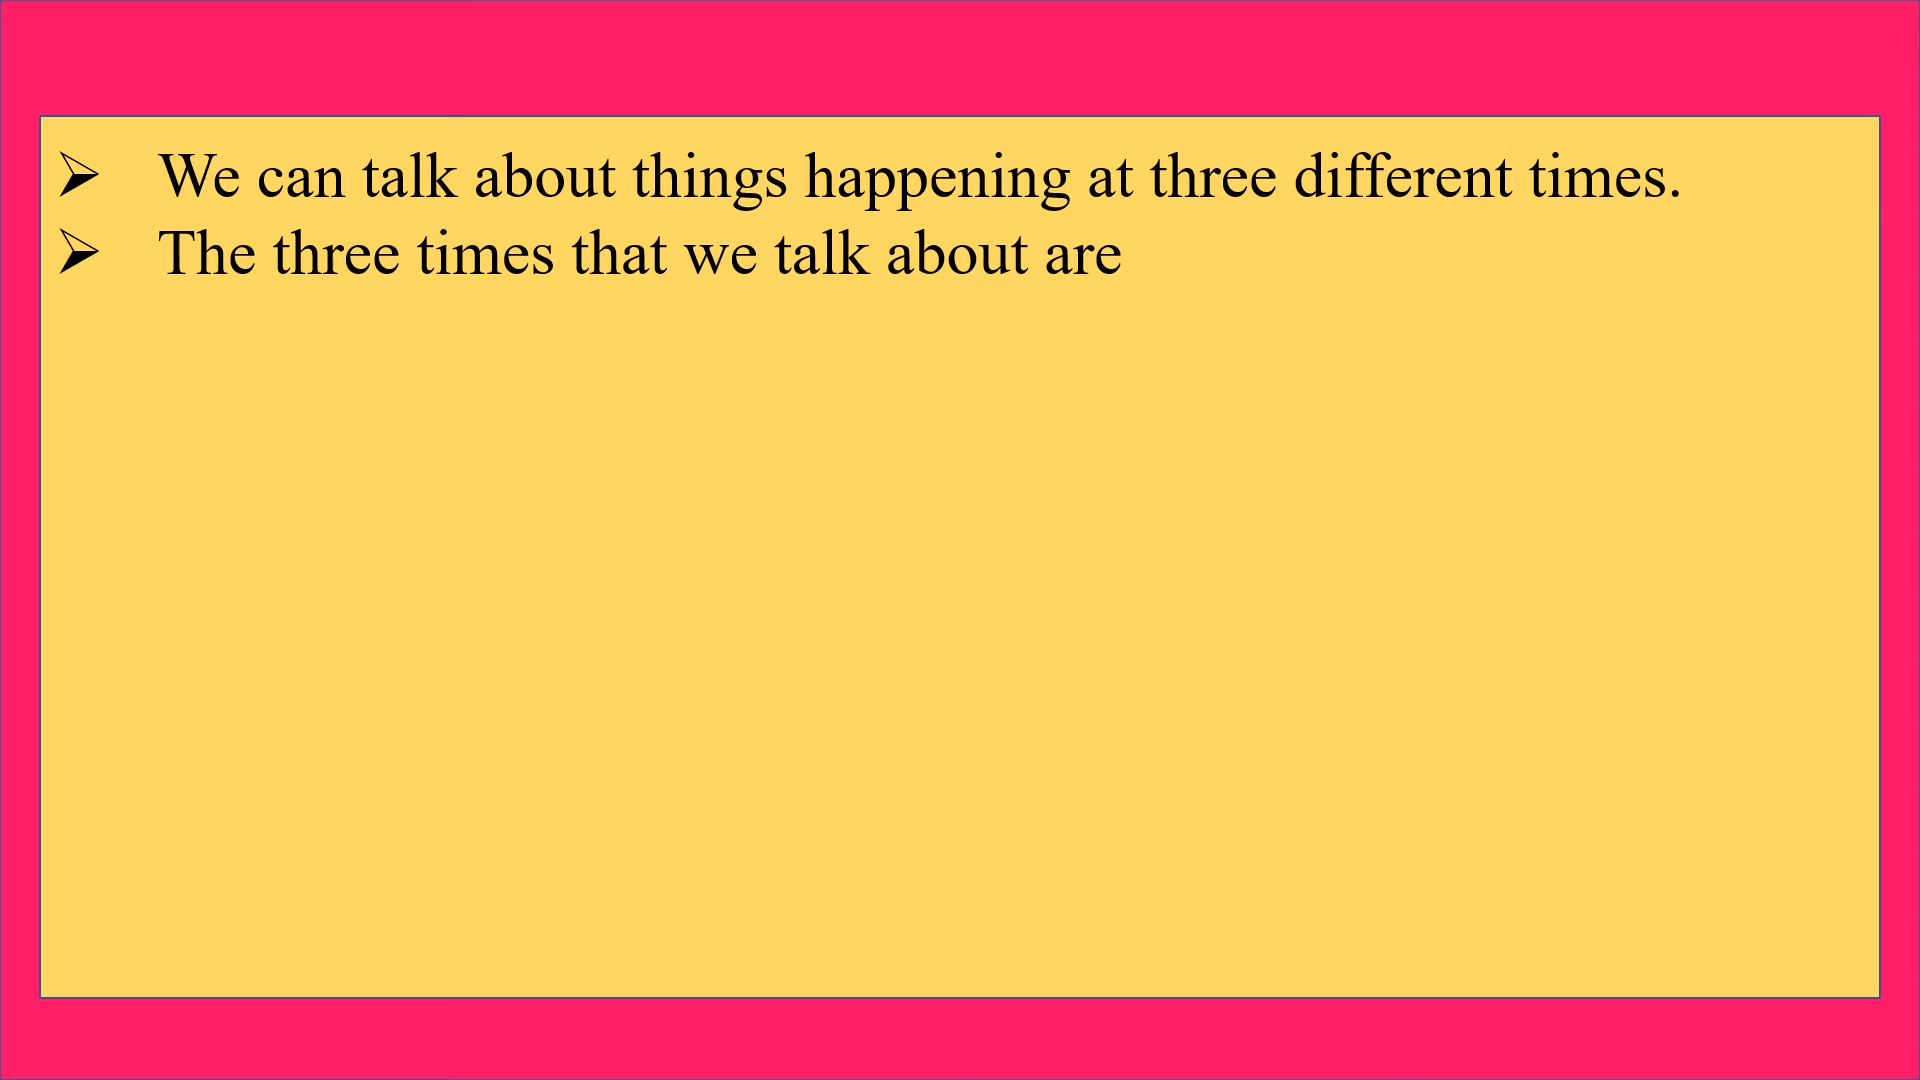 ➢ We can talk about things happening at three different times.
➢ The three times that we talk about are